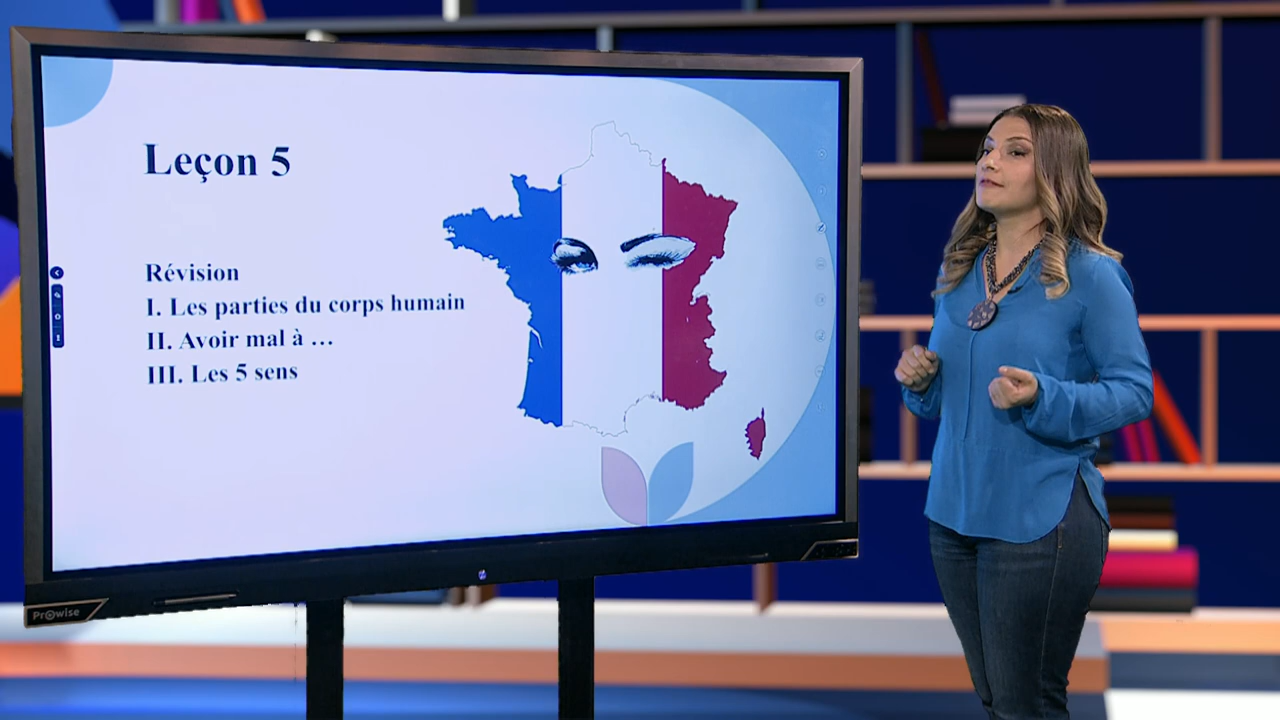 Leçon 5
Révision
I. Les parties du corps humain
II. Avoir mal à ...
III. Les 5 sens
Prowise